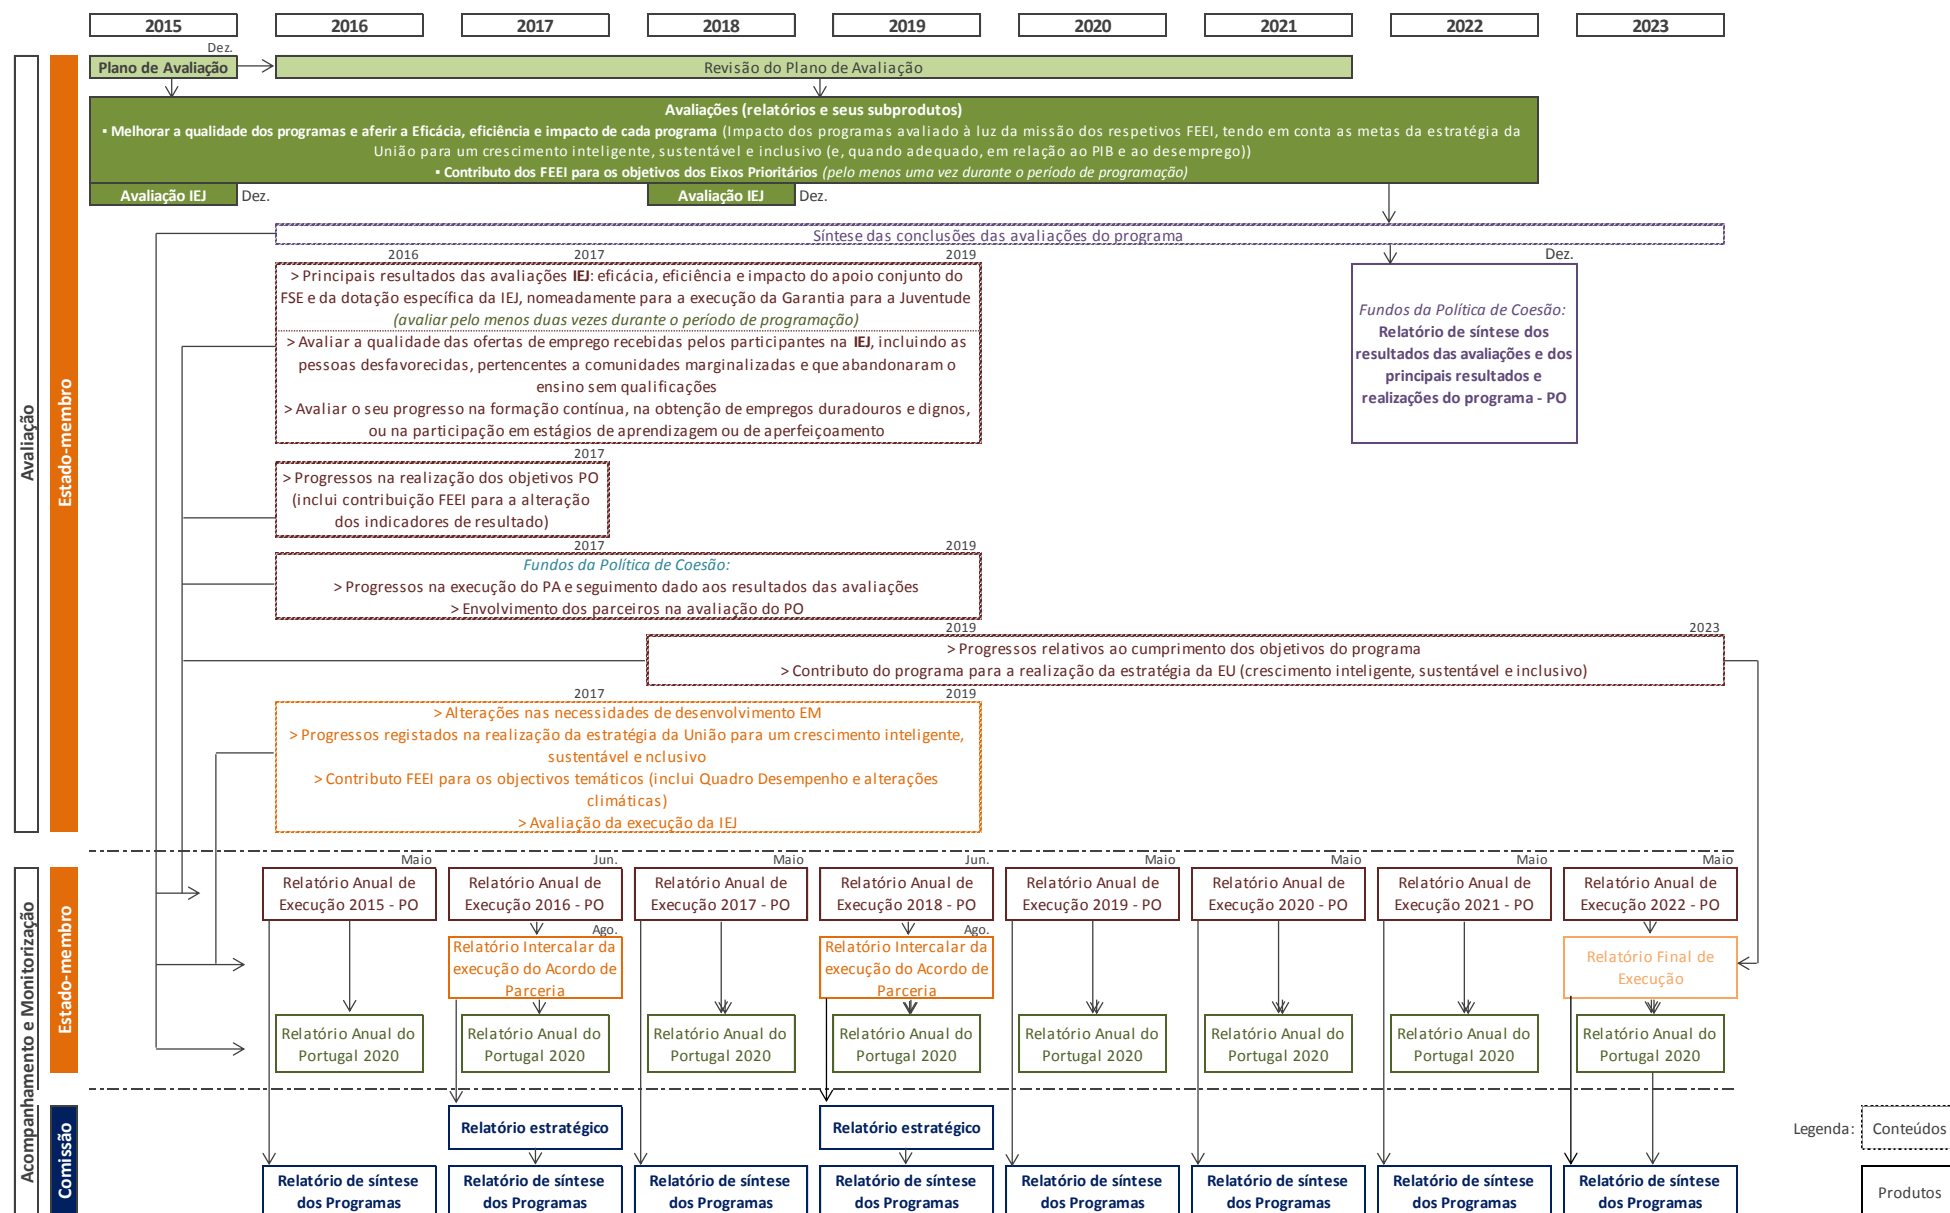 2015
2016
2017
2018
2019
2020
2021
2022
2023
Dez.
Plano de Avaliação
Revisão do Plano de Avaliação
Avaliações (relatórios e seus subprodutos)
▪ Melhorar a qualidade dos programas e aferir a Eficácia, eficiência e impacto de cada programa (Impacto dos programas avaliado à luz da missão dos respetivos FEEI, tendo em conta as metas da estratégia da
União para um crescimento inteligente, sustentável e inclusivo (e, quando adequado, em relação ao PIB e ao desemprego))
▪ Contributo dos FEEI para os objetivos dos Eixos Prioritários (pelo menos uma vez durante o período de programação)
Avaliação IEJ
Dez.
Avaliação IEJ
Dez.
Síntese das conclusões das avaliações do programa
2016
2017
2019
> Principais resultados das avaliações IEJ: eficácia, eficiência e impacto do apoio conjunto do
FSE e da dotação específica da IEJ, nomeadamente para a execução da Garantia para a Juventude
(avaliar pelo menos duas vezes durante o período de programação)
> Avaliar a qualidade das ofertas de emprego recebidas pelos participantes na IEJ, incluindo as
pessoas desfavorecidas, pertencentes a comunidades marginalizadas e que abandonaram o
ensino sem qualificações
> Avaliar o seu progresso na formação contínua, na obtenção de empregos duradouros e dignos,
ou na participação em estágios de aprendizagem ou de aperfeiçoamento
Dez.
Fundos da Política de Coesão:
Relatório de síntese dos
resultados das avaliações e dos
principais resultados e
realizações do programa - PO
2017
> Progressos na realização dos objetivos PO
(inclui contribuição FEEI para a alteração
dos indicadores de resultado)
2017
2019
Fundos da Política de Coesão:
> Progressos na execução do PA e seguimento dado aos resultados das avaliações
> Envolvimento dos parceiros na avaliação do PO
2019
2023
> Progressos relativos ao cumprimento dos objetivos do programa
> Contributo do programa para a realização da estratégia da EU (crescimento inteligente, sustentável e inclusivo)
2017
2019
> Alterações nas necessidades de desenvolvimento EM
> Progressos registados na realização da estratégia da União para um crescimento inteligente,
sustentável e nclusivo
> Contributo FEEI para os objectivos temáticos (inclui Quadro Desempenho e alterações
climáticas)
> Avaliação da execução da IEJ
Avaliação
Estado-membro
Maio
Jun.
Maio
Jun.
Maio
Maio
Maio
Maio
Relatório Anual de
Execução 2015 - PO
Relatório Anual de
Execução 2016 - PO
Relatório Anual de
Execução 2017 - PO
Relatório Anual de
Execução 2018 - PO
Relatório Anual de
Execução 2019 - PO
Relatório Anual de
Execução 2020 - PO
Relatório Anual de
Execução 2021 - PO
Relatório Anual de
Execução 2022 - PO
Ago.
Relatório Intercalar da
execução do Acordo de
Parceria
Ago.
Relatório Intercalar da
execução do Acordo de
Parceria
Relatório Final de
Execução
Relatório Anual do
Portugal 2020
Relatório Anual do
Portugal 2020
Relatório Anual do
Portugal 2020
Relatório Anual do
Portugal 2020
Relatório Anual do
Portugal 2020
Relatório Anual do
Portugal 2020
Relatório Anual do
Portugal 2020
Relatório Anual do
Portugal 2020
Acompanhamento e Monitorização
Estado-membro
Comissão
Relatório estratégico
Relatório estratégico
Relatório de síntese
dos Programas
Relatório de síntese
dos Programas
Relatório de síntese
dos Programas
Relatório de síntese
dos Programas
Relatório de síntese
dos Programas
Relatório de síntese
dos Programas
Relatório de síntese
dos Programas
Relatório de síntese
dos Programas
Legenda:
Conteúdos
Produtos